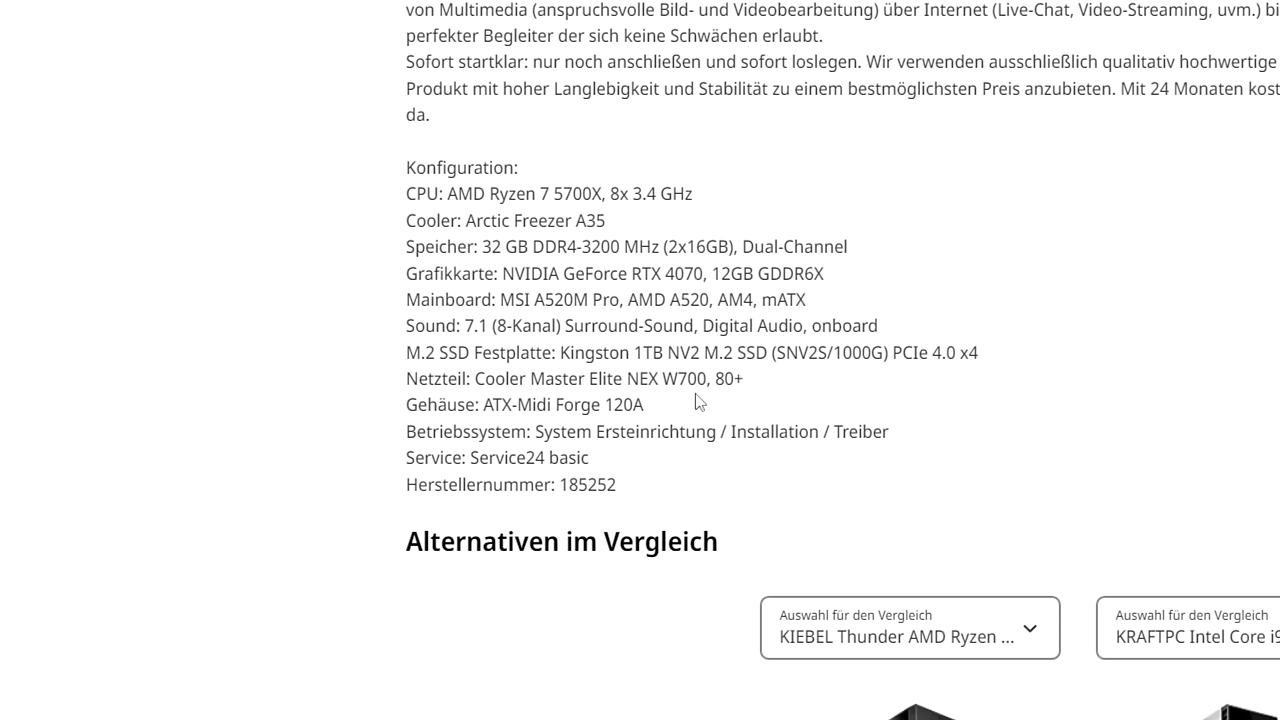 von Multimedia (anspruchsvolle Bild- und Videobearbeitung) über Internet (Live-Chat, Video-Streaming, uvm.) bi
perfekter Begleiter der sich keine Schwächen erlaubt.
Sofort startklar: nur noch anschließen und sofort loslegen. Wir verwenden ausschließlich qualitativ hochwertige
Produkt mit hoher Langlebigkeit und Stabilität zu einem bestmöglichsten Preis anzubieten. Mit 24 Monaten kost
da.
Konfiguration:
CPU: AMD Ryzen 7 5700X, 8x 3.4 GHz
Cooler: Arctic Freezer A35
Speicher: 32 GB DDR4-3200 MHz (2x16GB), Dual-Channel
Grafikkarte: NVIDIA GeForce RTX 4070, 12GB GDDR6X
Mainboard: MSI A520M Pro, AMD A520, AM4, mATX
Sound: 7.1 (8-Kanal) Surround-Sound, Digital Audio, onboard
M.2 SSD Festplatte: Kingston 1TB NV2 M.2 SSD (SNV2S/1000G) PCIe 4.0 x4
Netzteil: Cooler Master Elite NEX W700, 80+
Gehäuse: ATX-Midi Forge 120A
Betriebssystem: System Ersteinrichtung / Installation / Treiber
Service: Service24 basic
Herstellernummer: 185252
Alternativen im Vergleich
Auswahl für den Vergleich
KIEBEL Thunder AMD Ryzen ...
Auswahl für den Vergleich
KRAFTPC Intel Core i9